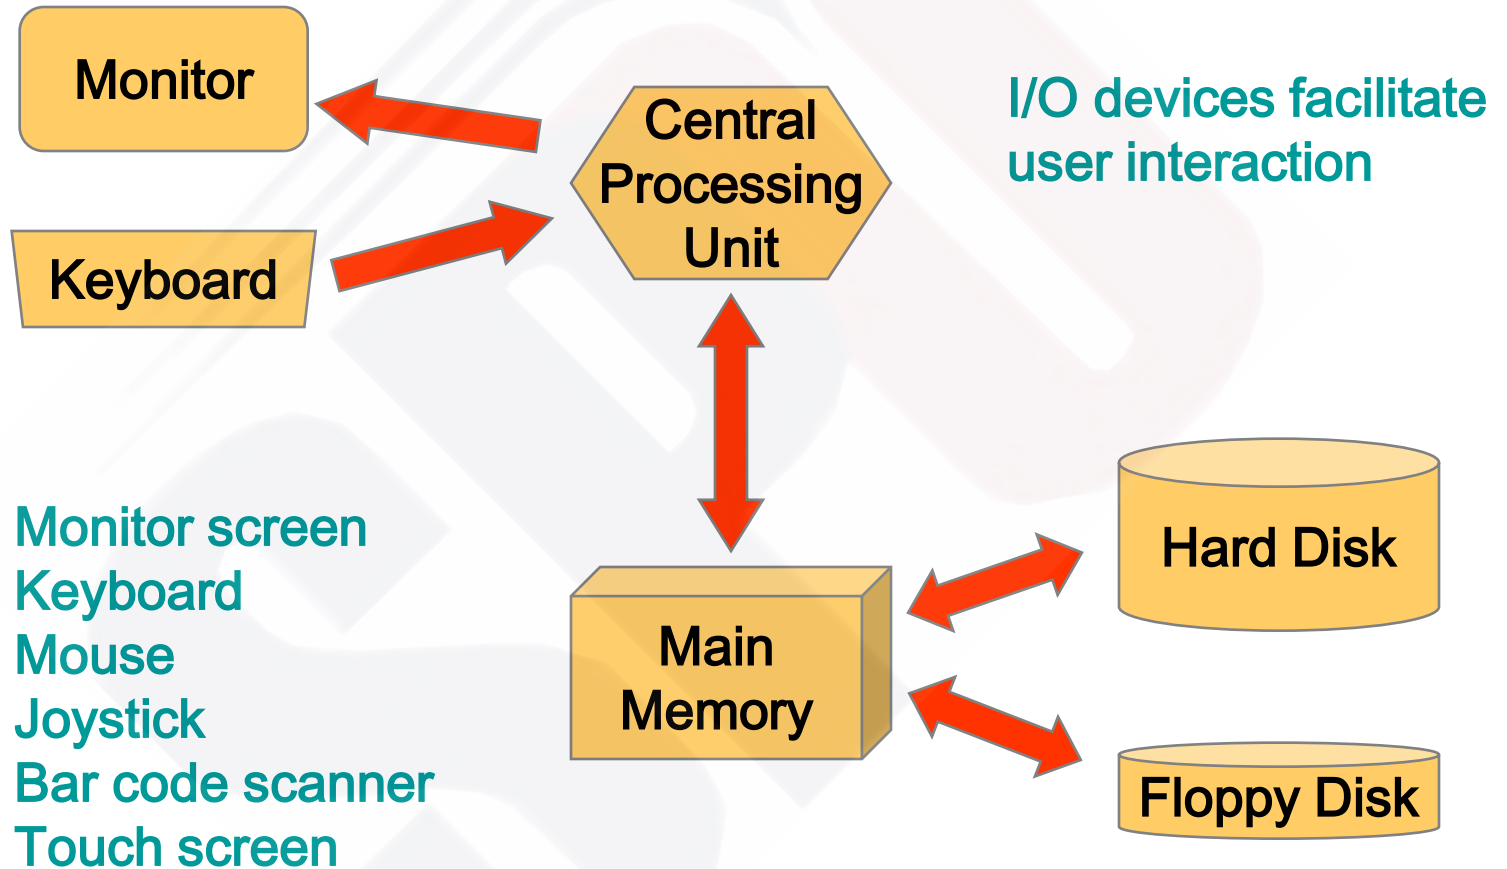 Monitor
Central
Processing
Unit
I/O devices facilitate
user interaction
Keyboard
Monitor screen
Keyboard
Mouse
Joystick
Bar code scanner
Touch screen
Main
Memory
Hard Disk
Floppy Disk